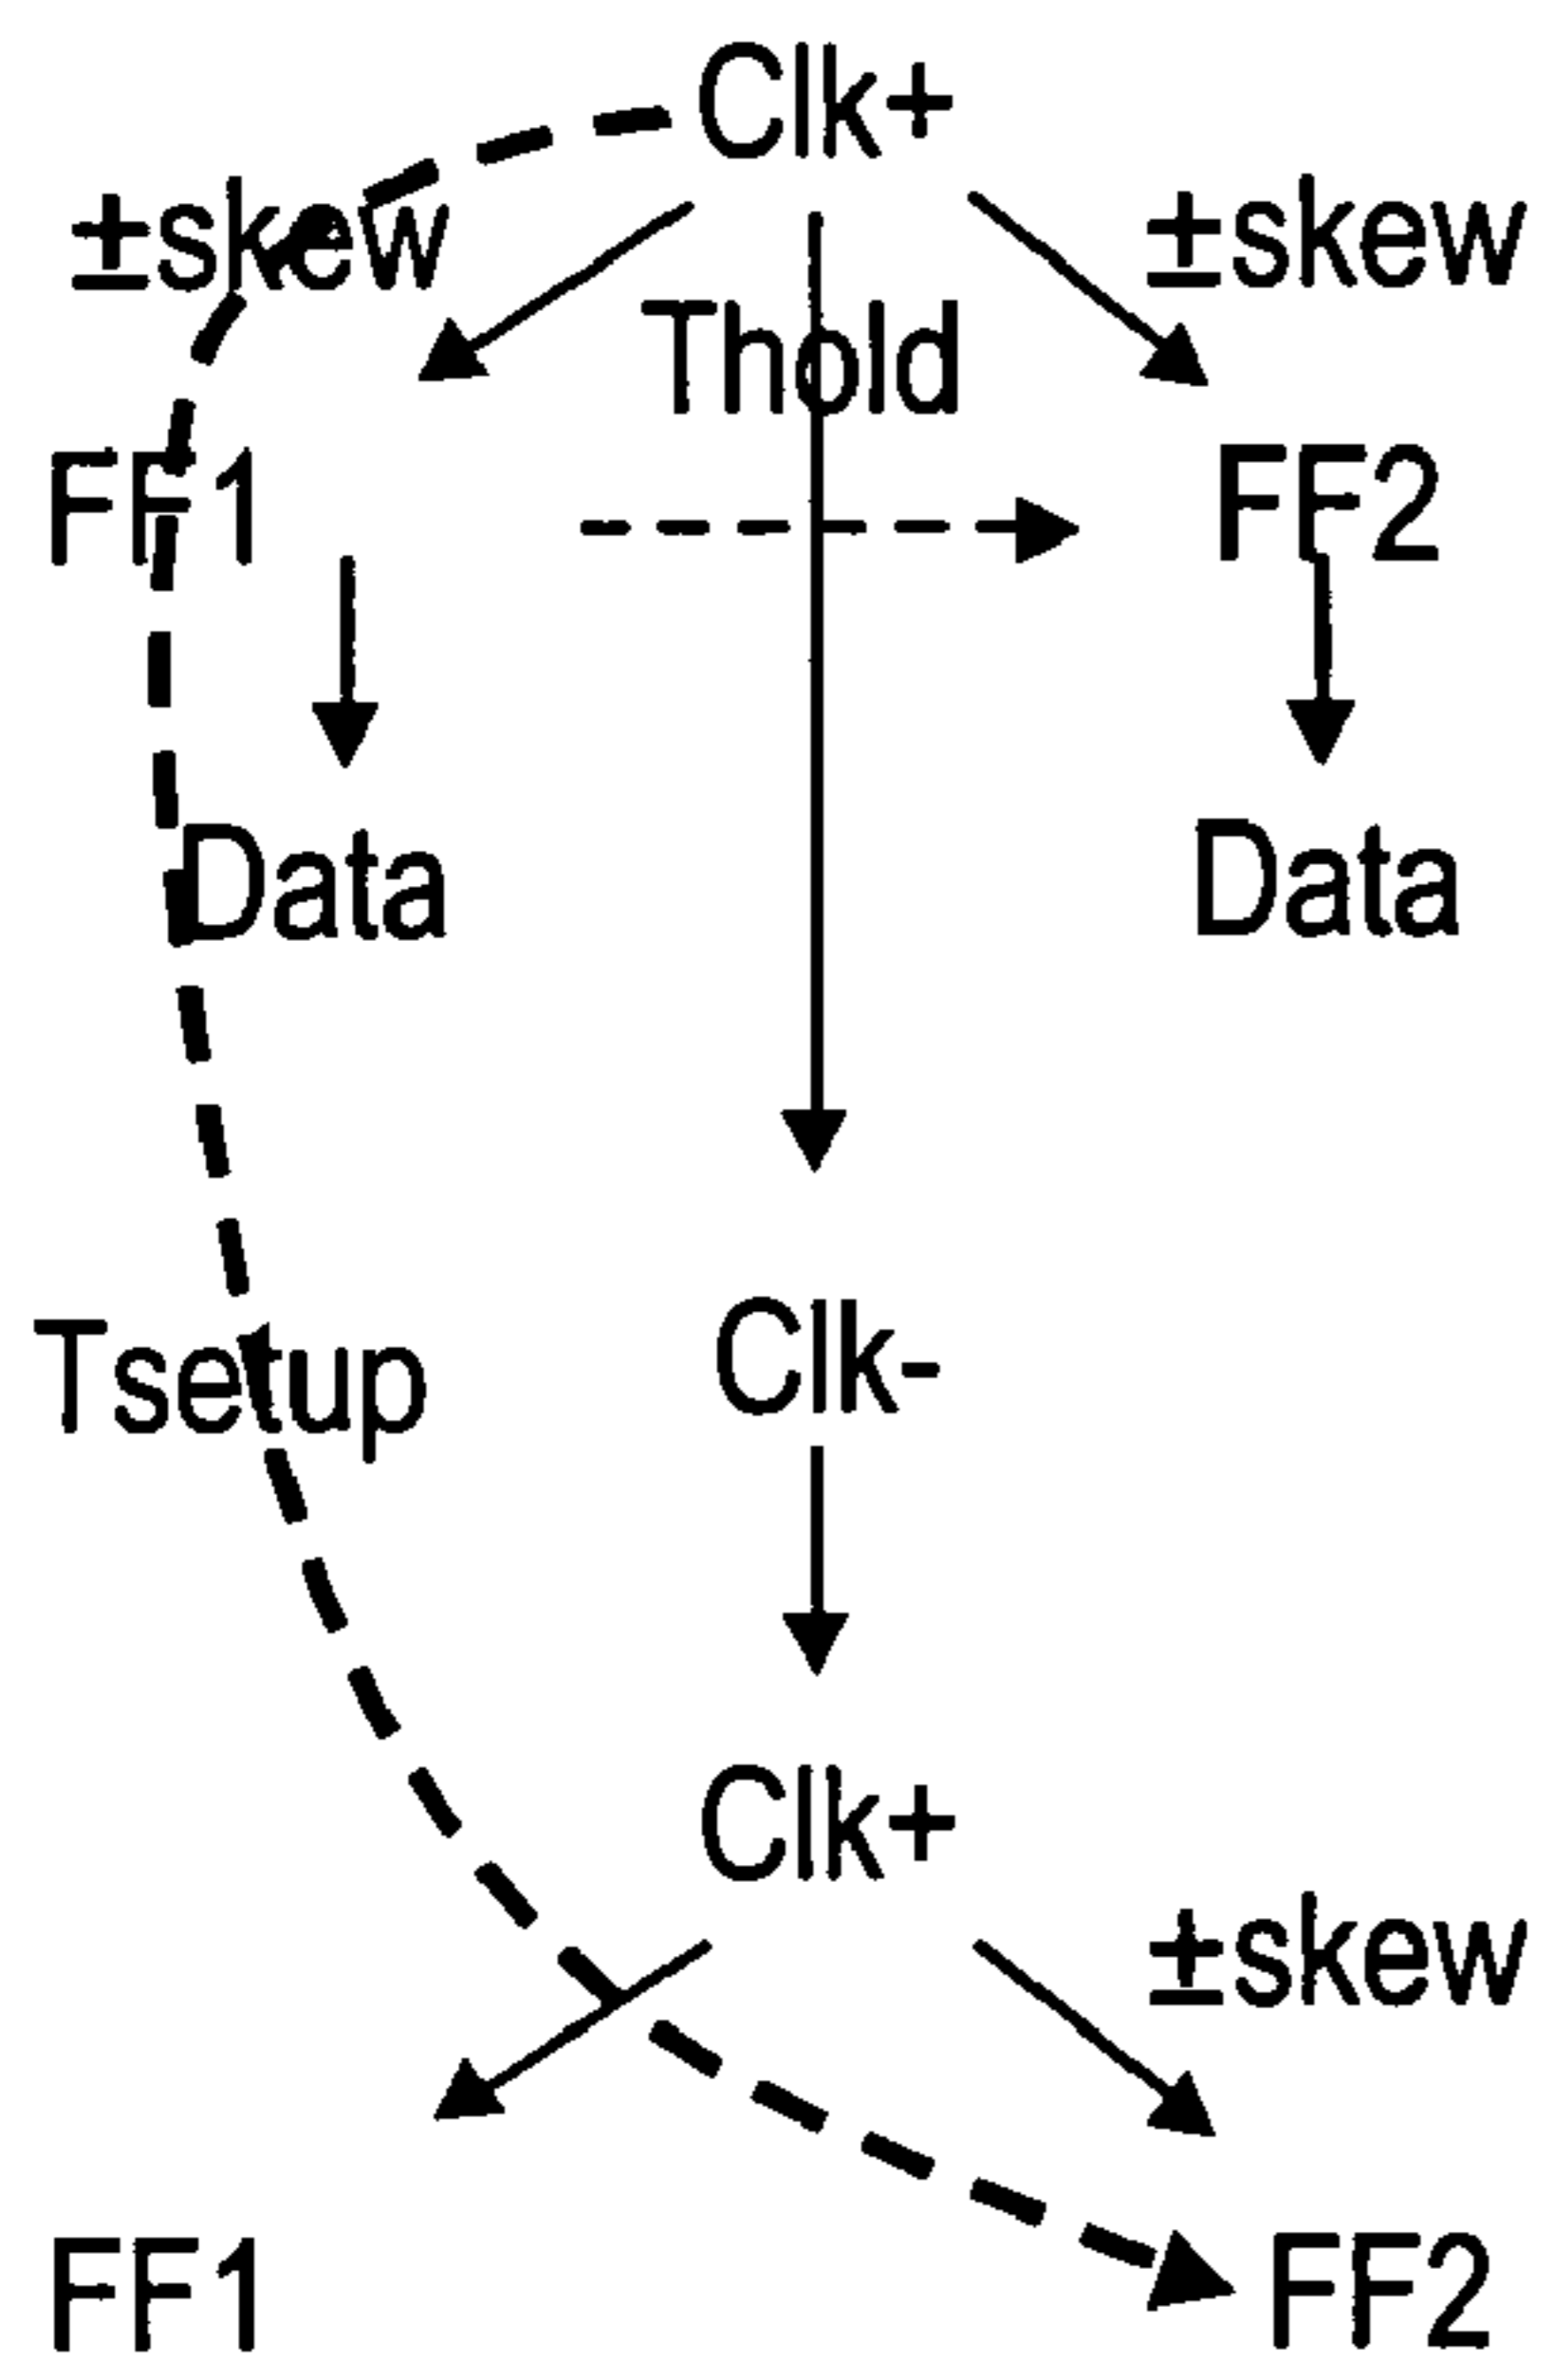 Clk+
±skew ±skew
Thold
FF1 FF2
Data Data
Tsetup Clk-
Clk+
±skew
FF1 FF2